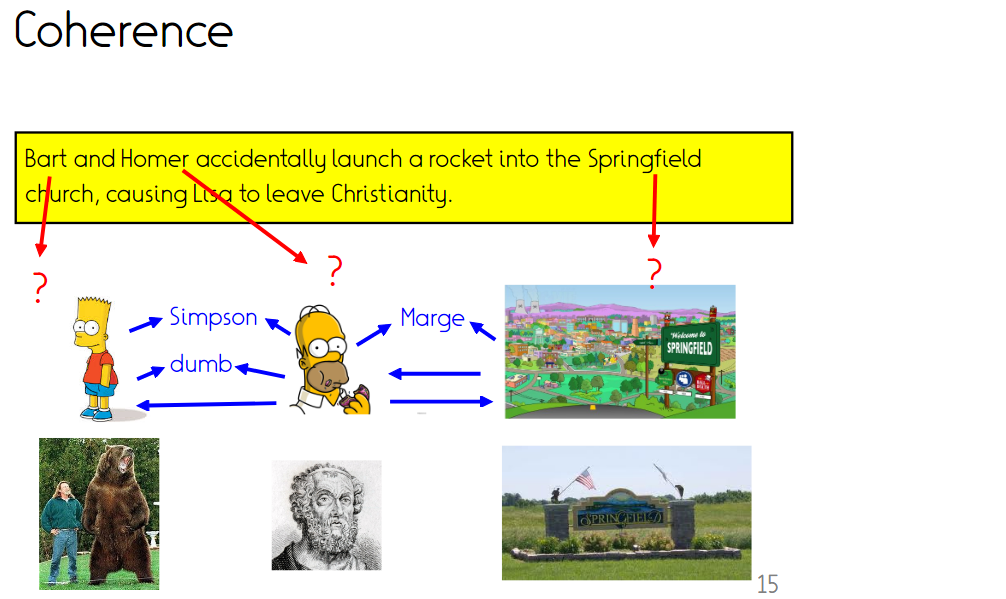 Coherence
Bart and Homer accidentally launch a rocket into the Springfield
church, causing Lisa to leave Christianity.
? ? ?
Simpson Marge
dumb
Welcome to
SPRINGFIELD
SPRINGFIELD
15